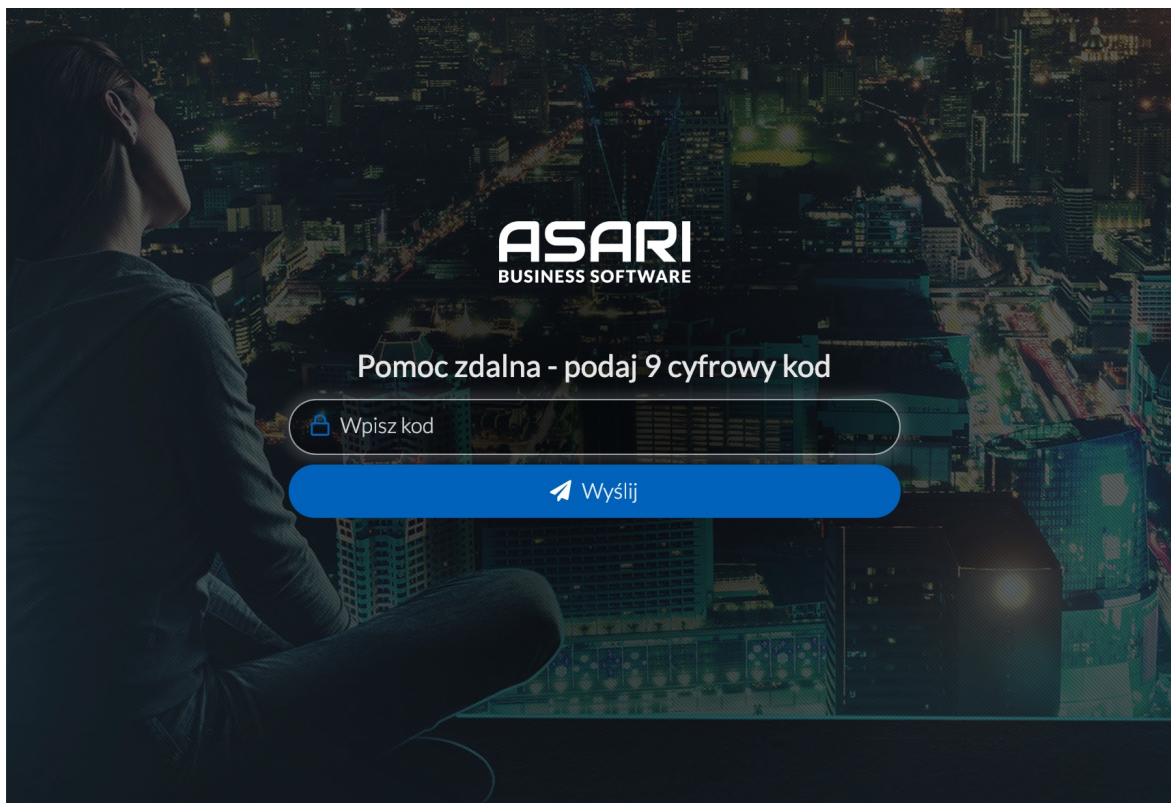 ASARI
BUSINESS SOFTWARE
Pomoc zdalna - podaj 9 cyfrowy kod
Wpisz kod
Wyślij